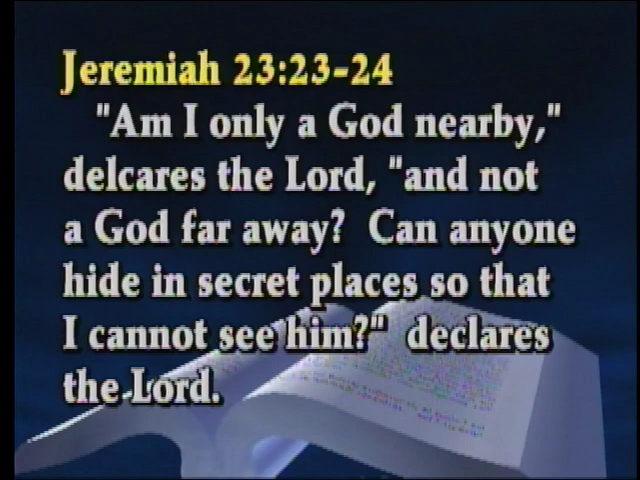 Jeremiah 23:23-24
"Am I only a God nearby,"
delcares the Lord, "and not
a God far away?  Can anyone
hide in secret places so that
I cannot see him?"  declares
the Lord.